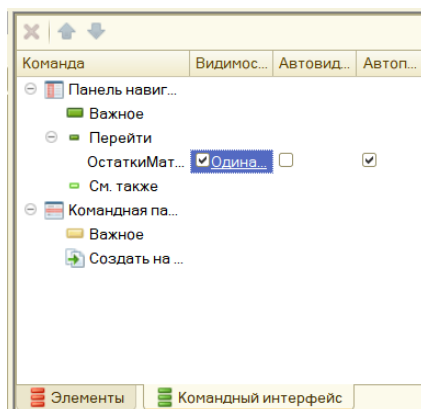 Команда Видимос... Автовид... Автоп...
Панель навиг...
Важное
Перейти
ОстаткиМат... Одина...
См. также
Командная па...
Важное
Создать на ...
Элементы Командный интерфейс